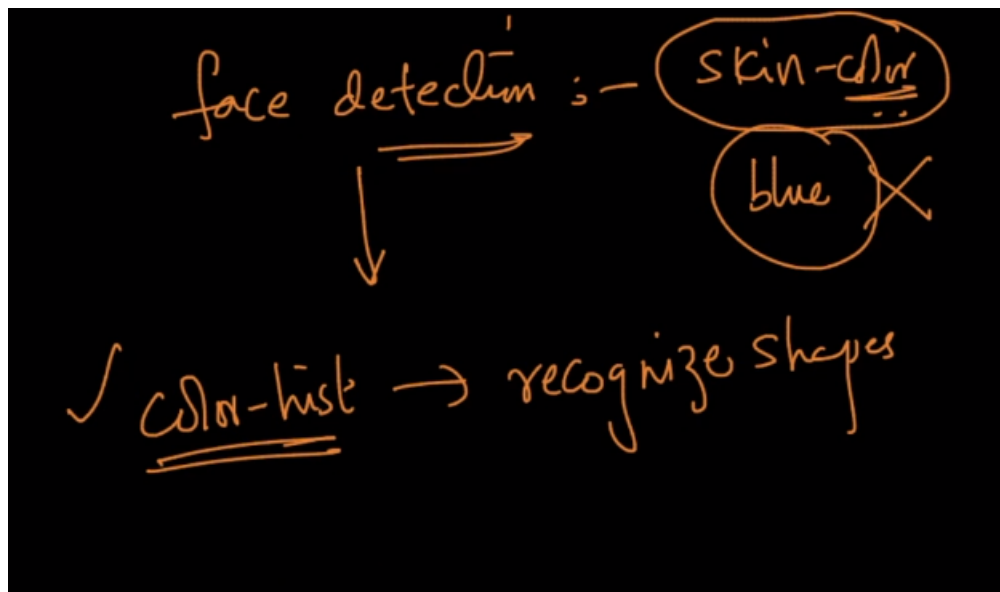 face detection :- skin-color
blue
color-hist → recognize shapes